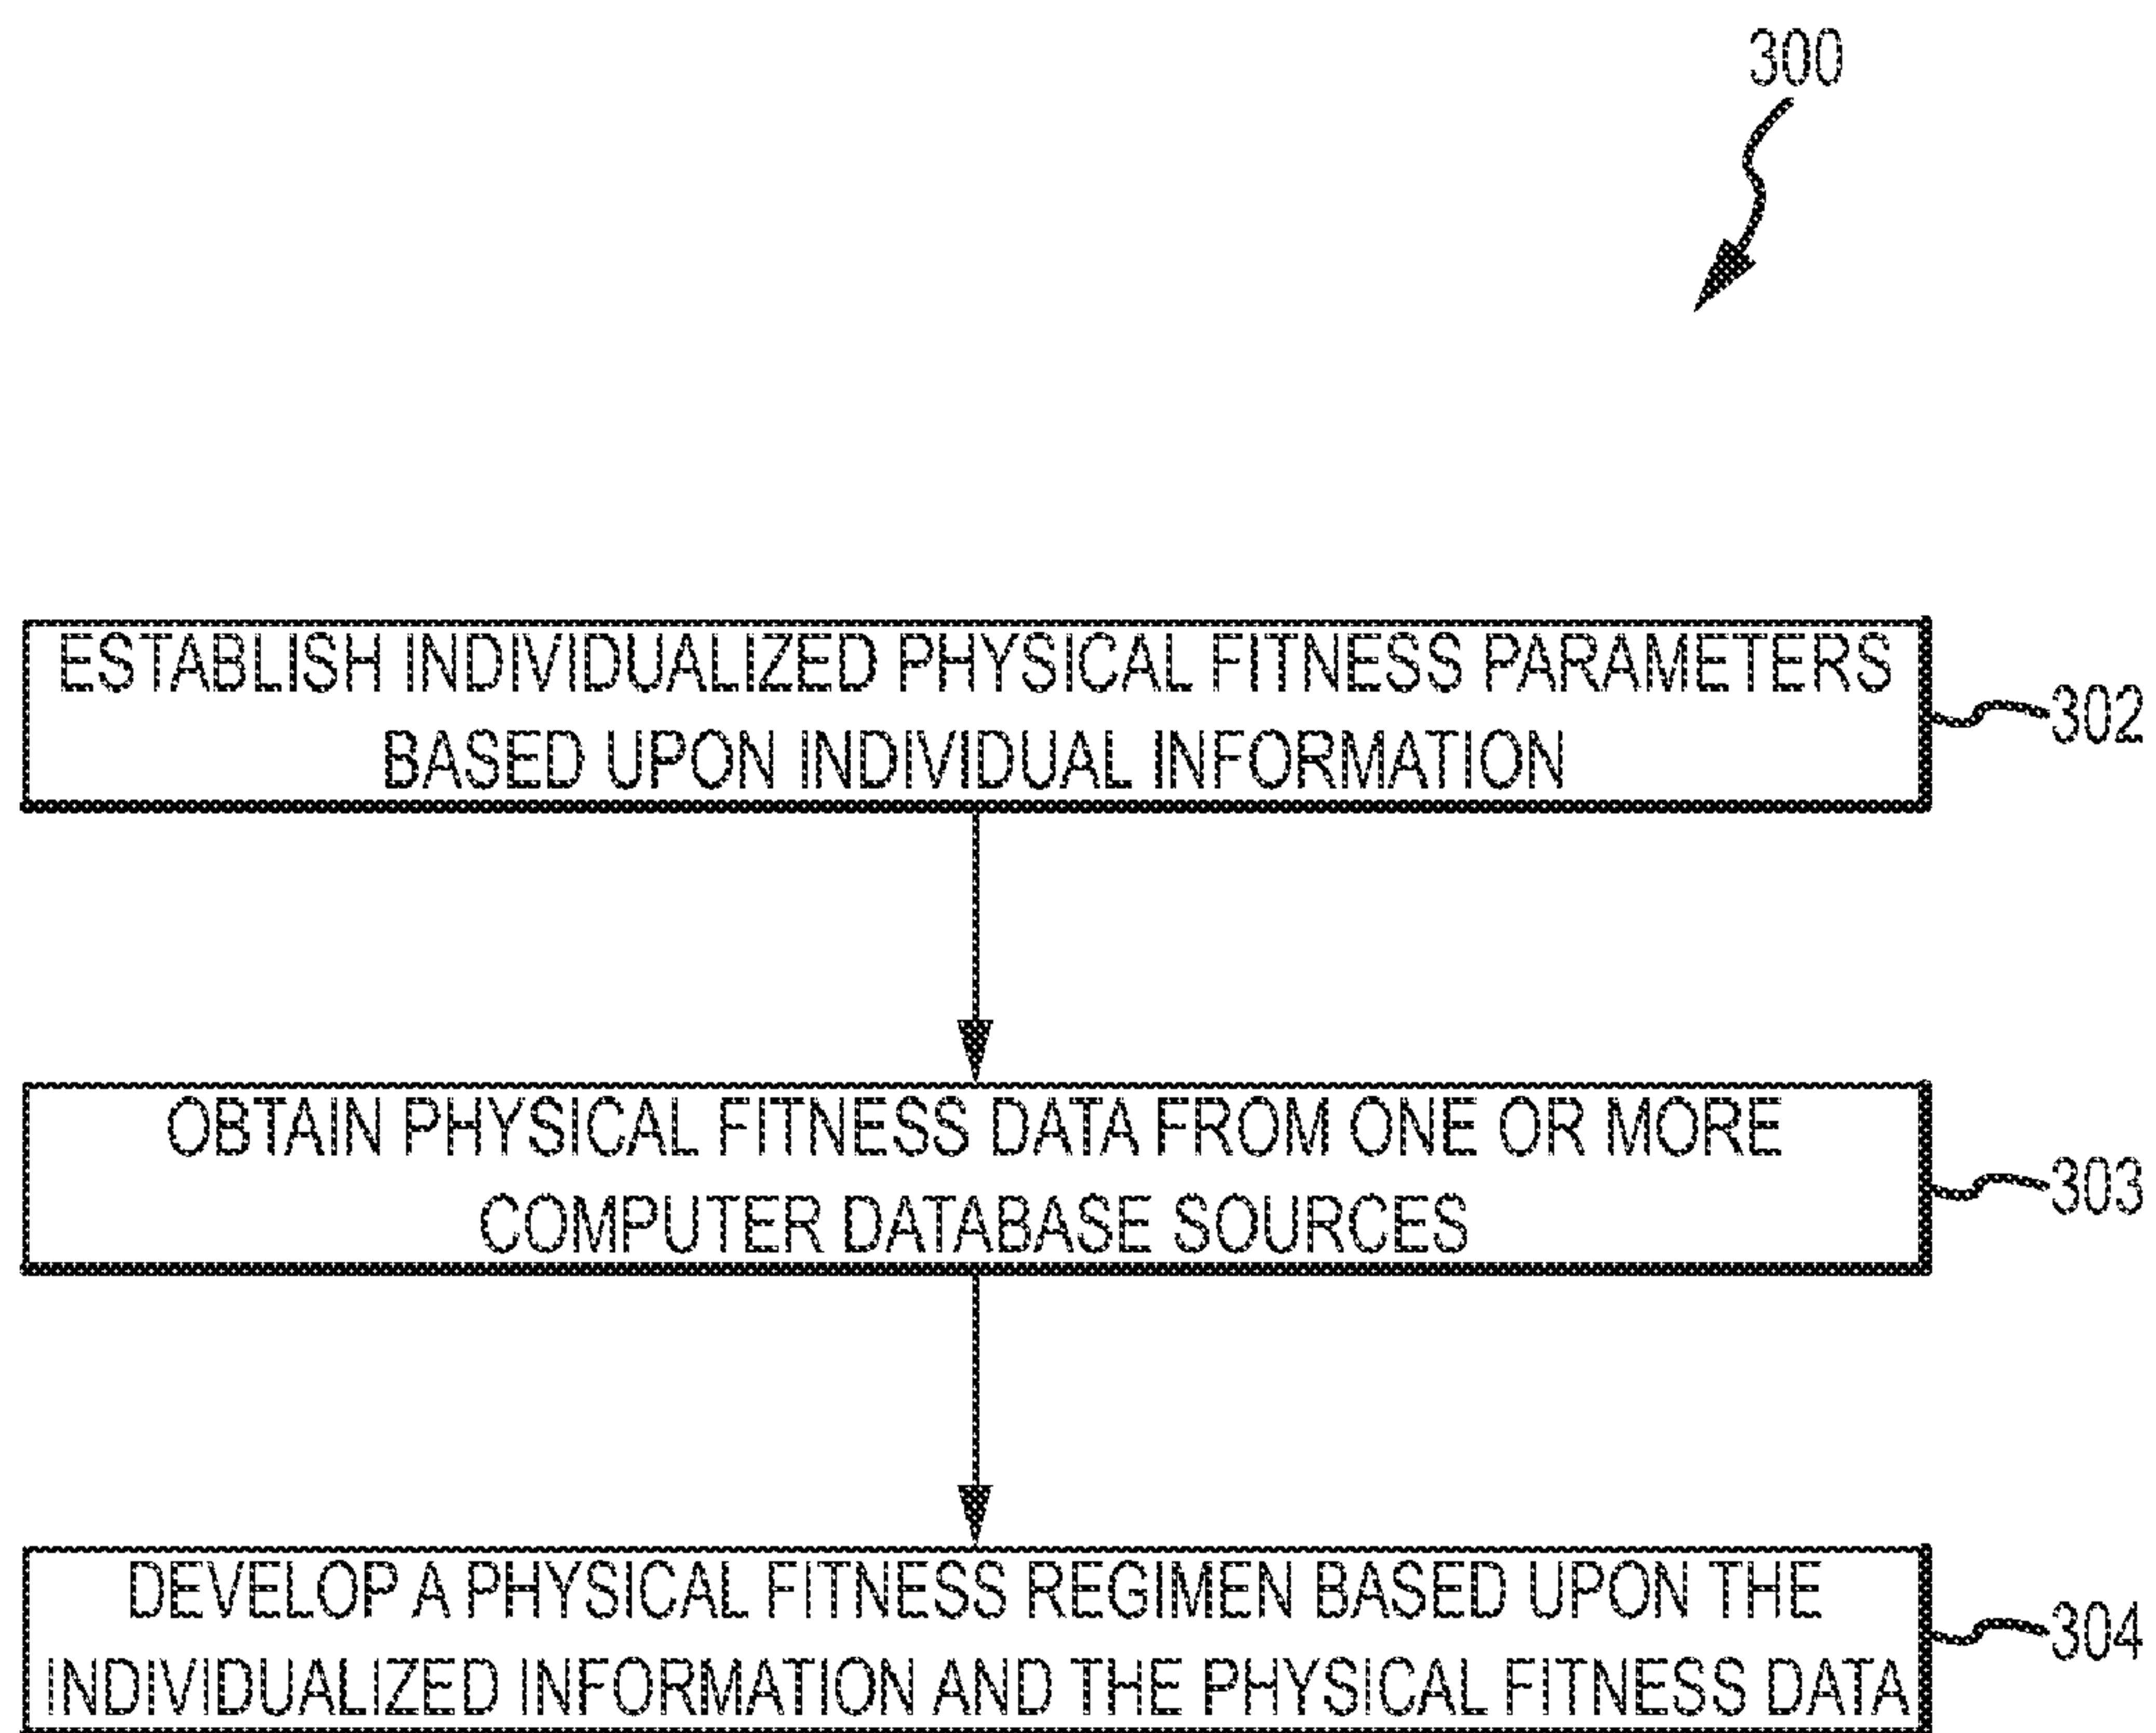 300
ESTABLISH INDIVIDUALIZED PHYSICAL FITNESS PARAMETERS
BASED UPON INDIVIDUAL INFORMATION
302
OBTAIN PHYSICAL FITNESS DATA FROM ONE OR MORE
COMPUTER DATABASE SOURCES
303
DEVELOP A PHYSICAL FITNESS REGIMEN BASED UPON THE
INDIVIDUALIZED INFORMATION AND THE PHYSICAL FITNESS DATA
304